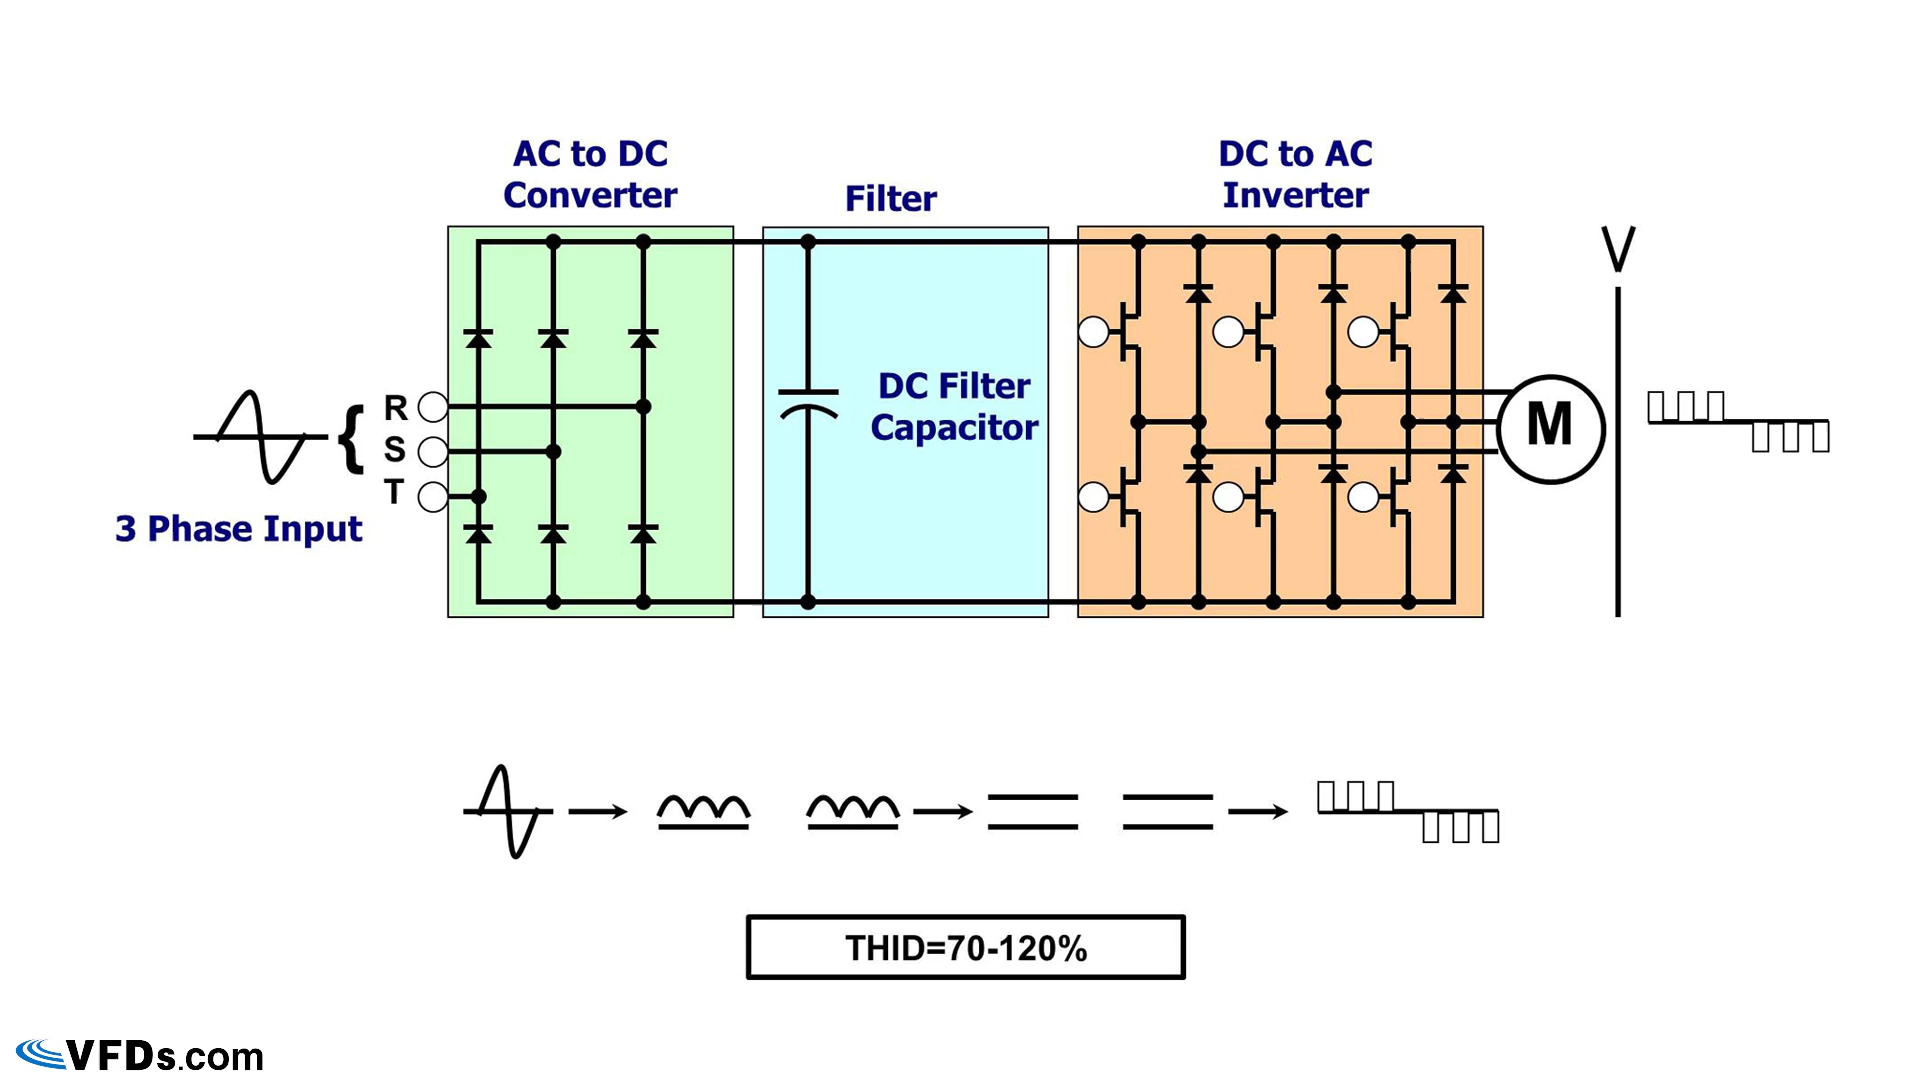 AC to DC
Converter
Filter
DC to AC
Inverter
V
DC Filter
Capacitor
R
S
T
M
3 Phase Input
THID=70-120%
VFDs.com